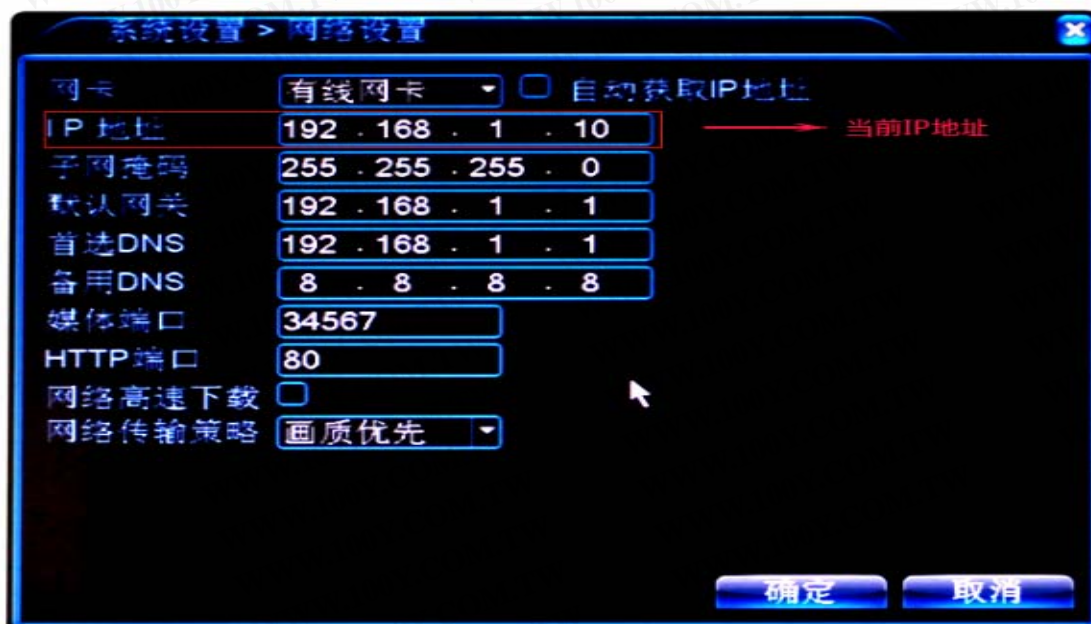 系统设置 > 网络设置
网卡 有线网卡 自动获取IP地址
IP 地址 192 . 168 . 1 . 10 当前IP地址
子网掩码 255 . 255 . 255 . 0
默认网关 192 . 168 . 1 . 1
首选DNS 192 . 168 . 1 . 1
备用DNS 8 . 8 . 8 . 8
媒体端口 34567
HTTP端口 80
网络高速下载
网络传输策略 画质优先
确定 取消